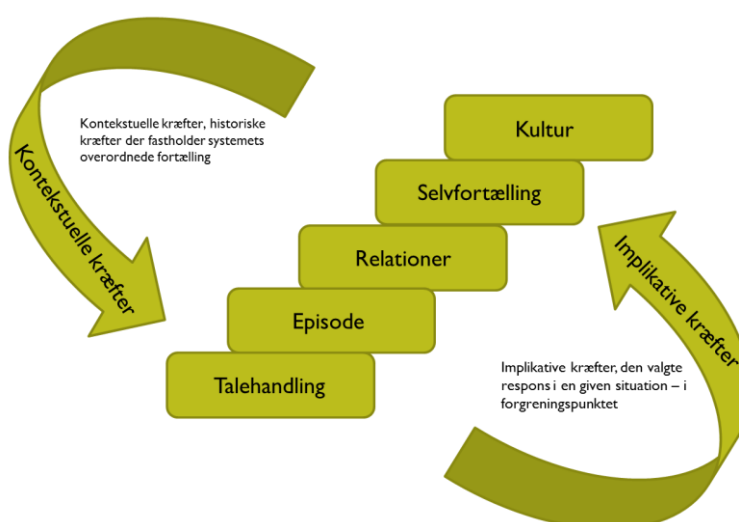 Kontekstuelle kræfter, historiske
kræfter der fastholder systemets
overordnede fortælling
Kontekstuelle kræfter
Kultur
Selvfortælling
Relationer
Episode
Talehandling
Implikative kræfter
Implikative kræfter, den valgte
respons i en given situation – i
forgreningspunktet